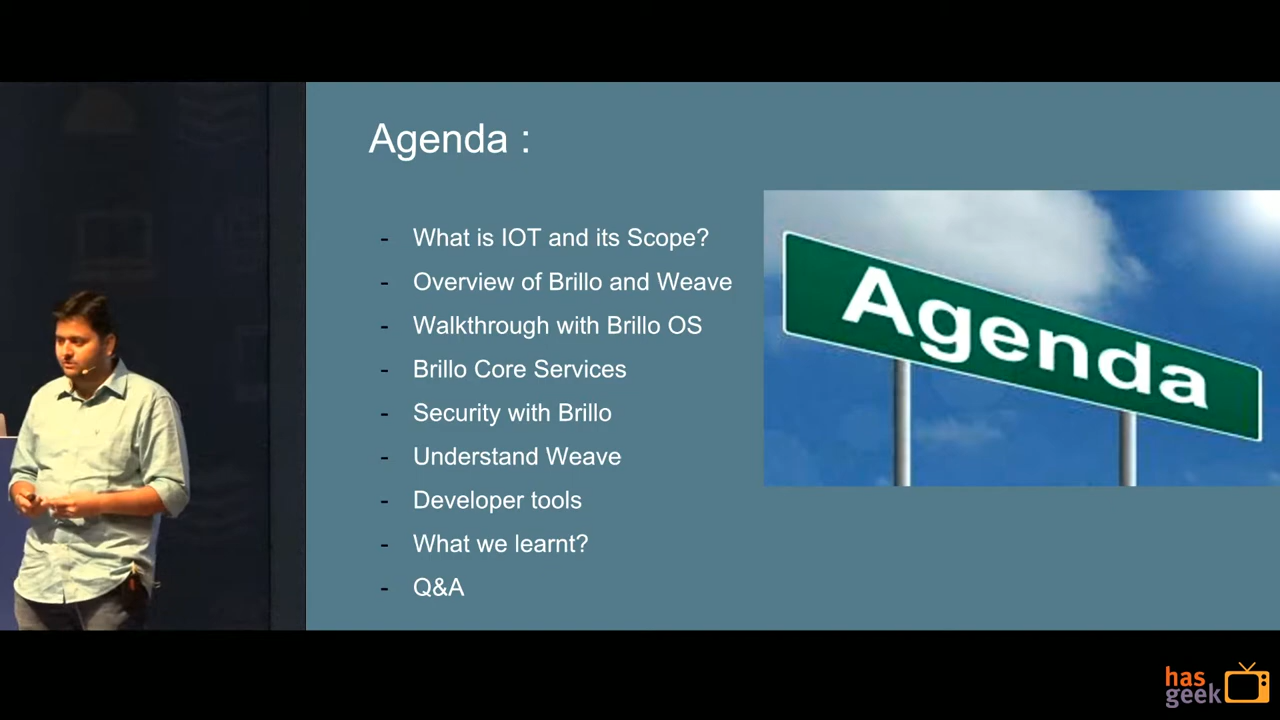 Agenda :
- What is IOT and its Scope?
- Overview of Brillo and Weave
- Walkthrough with Brillo OS
- Brillo Core Services
- Security with Brillo
- Understand Weave
- Developer tools
- What we learnt?
- Q&A
Agenda
has
geek